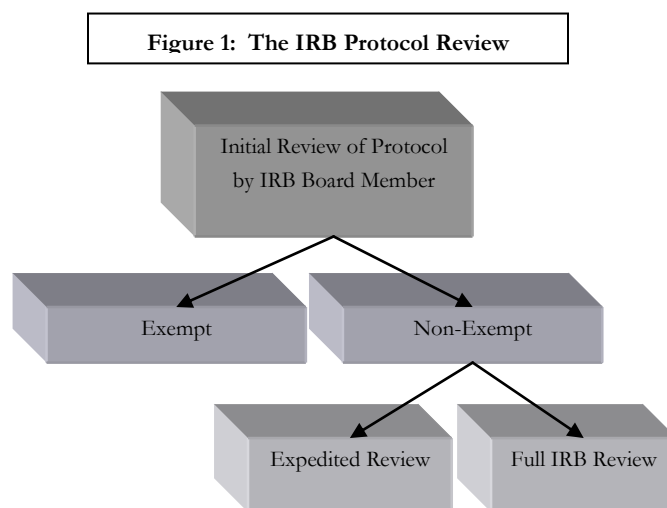 Figure 1:  The IRB Protocol Review
Initial Review of Protocol
by IRB Board Member
Exempt
Non-Exempt
Expedited Review
Full IRB Review